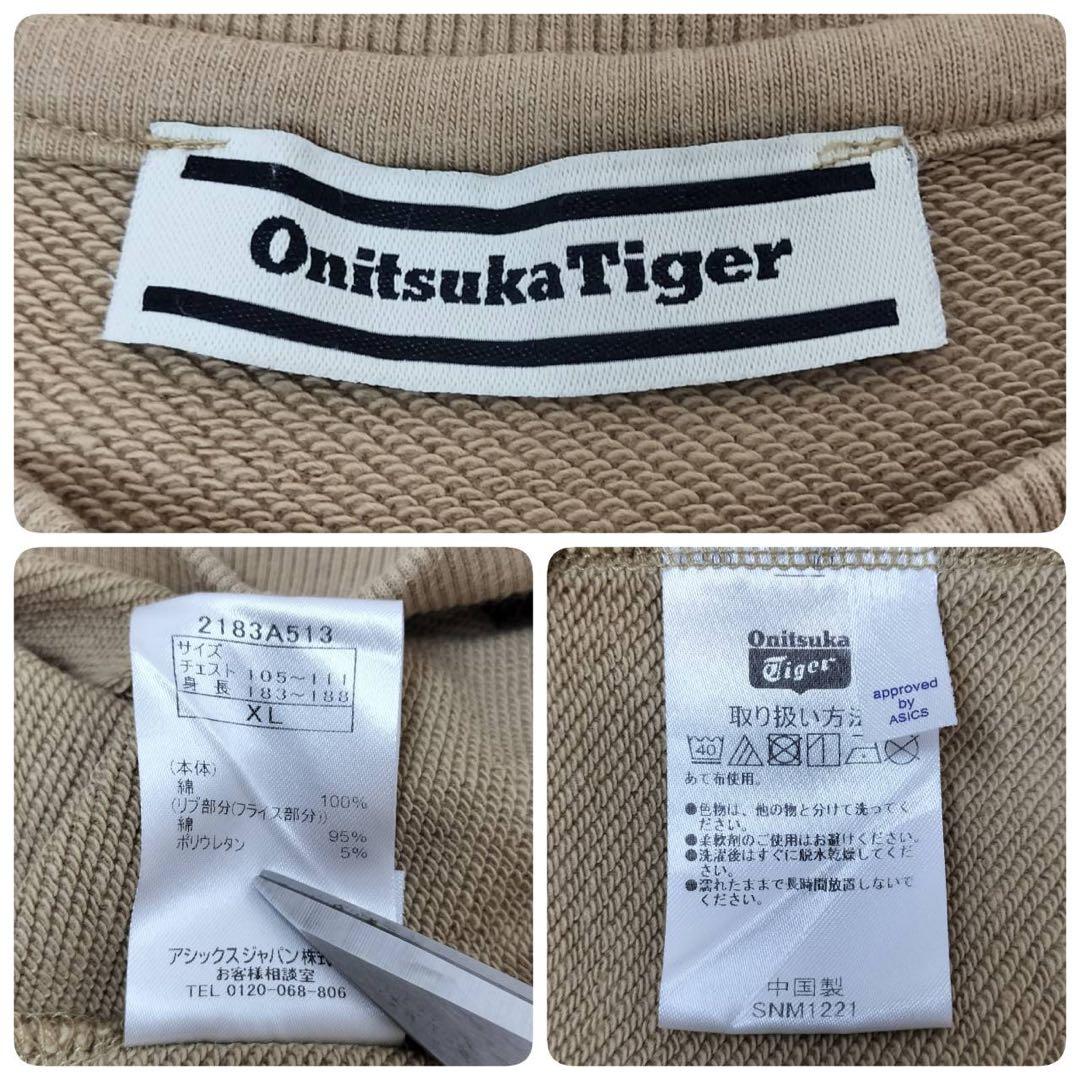 Onitsuka Tiger
2183A513
サイズ
チェスト 105～111
身長 183～188
XL
(本体)
綿 100%
(リブ部分(フライス部分))
綿 95%
ポリウレタン 5%
アシックスジャパン株式
お客様相談室
TEL 0120-068-806
Onitsuka
Tiger
approved
by
ASICS
取り扱い方法
40
あて布使用。
●色物は、他の物と分けて洗ってく
ださい。
●柔軟剤のご使用はお避けください。
●洗濯後はすぐに脱水乾燥してくだ
さい。
●濡れたままで長時間放置しないで
ください。
中国製
SNM1221